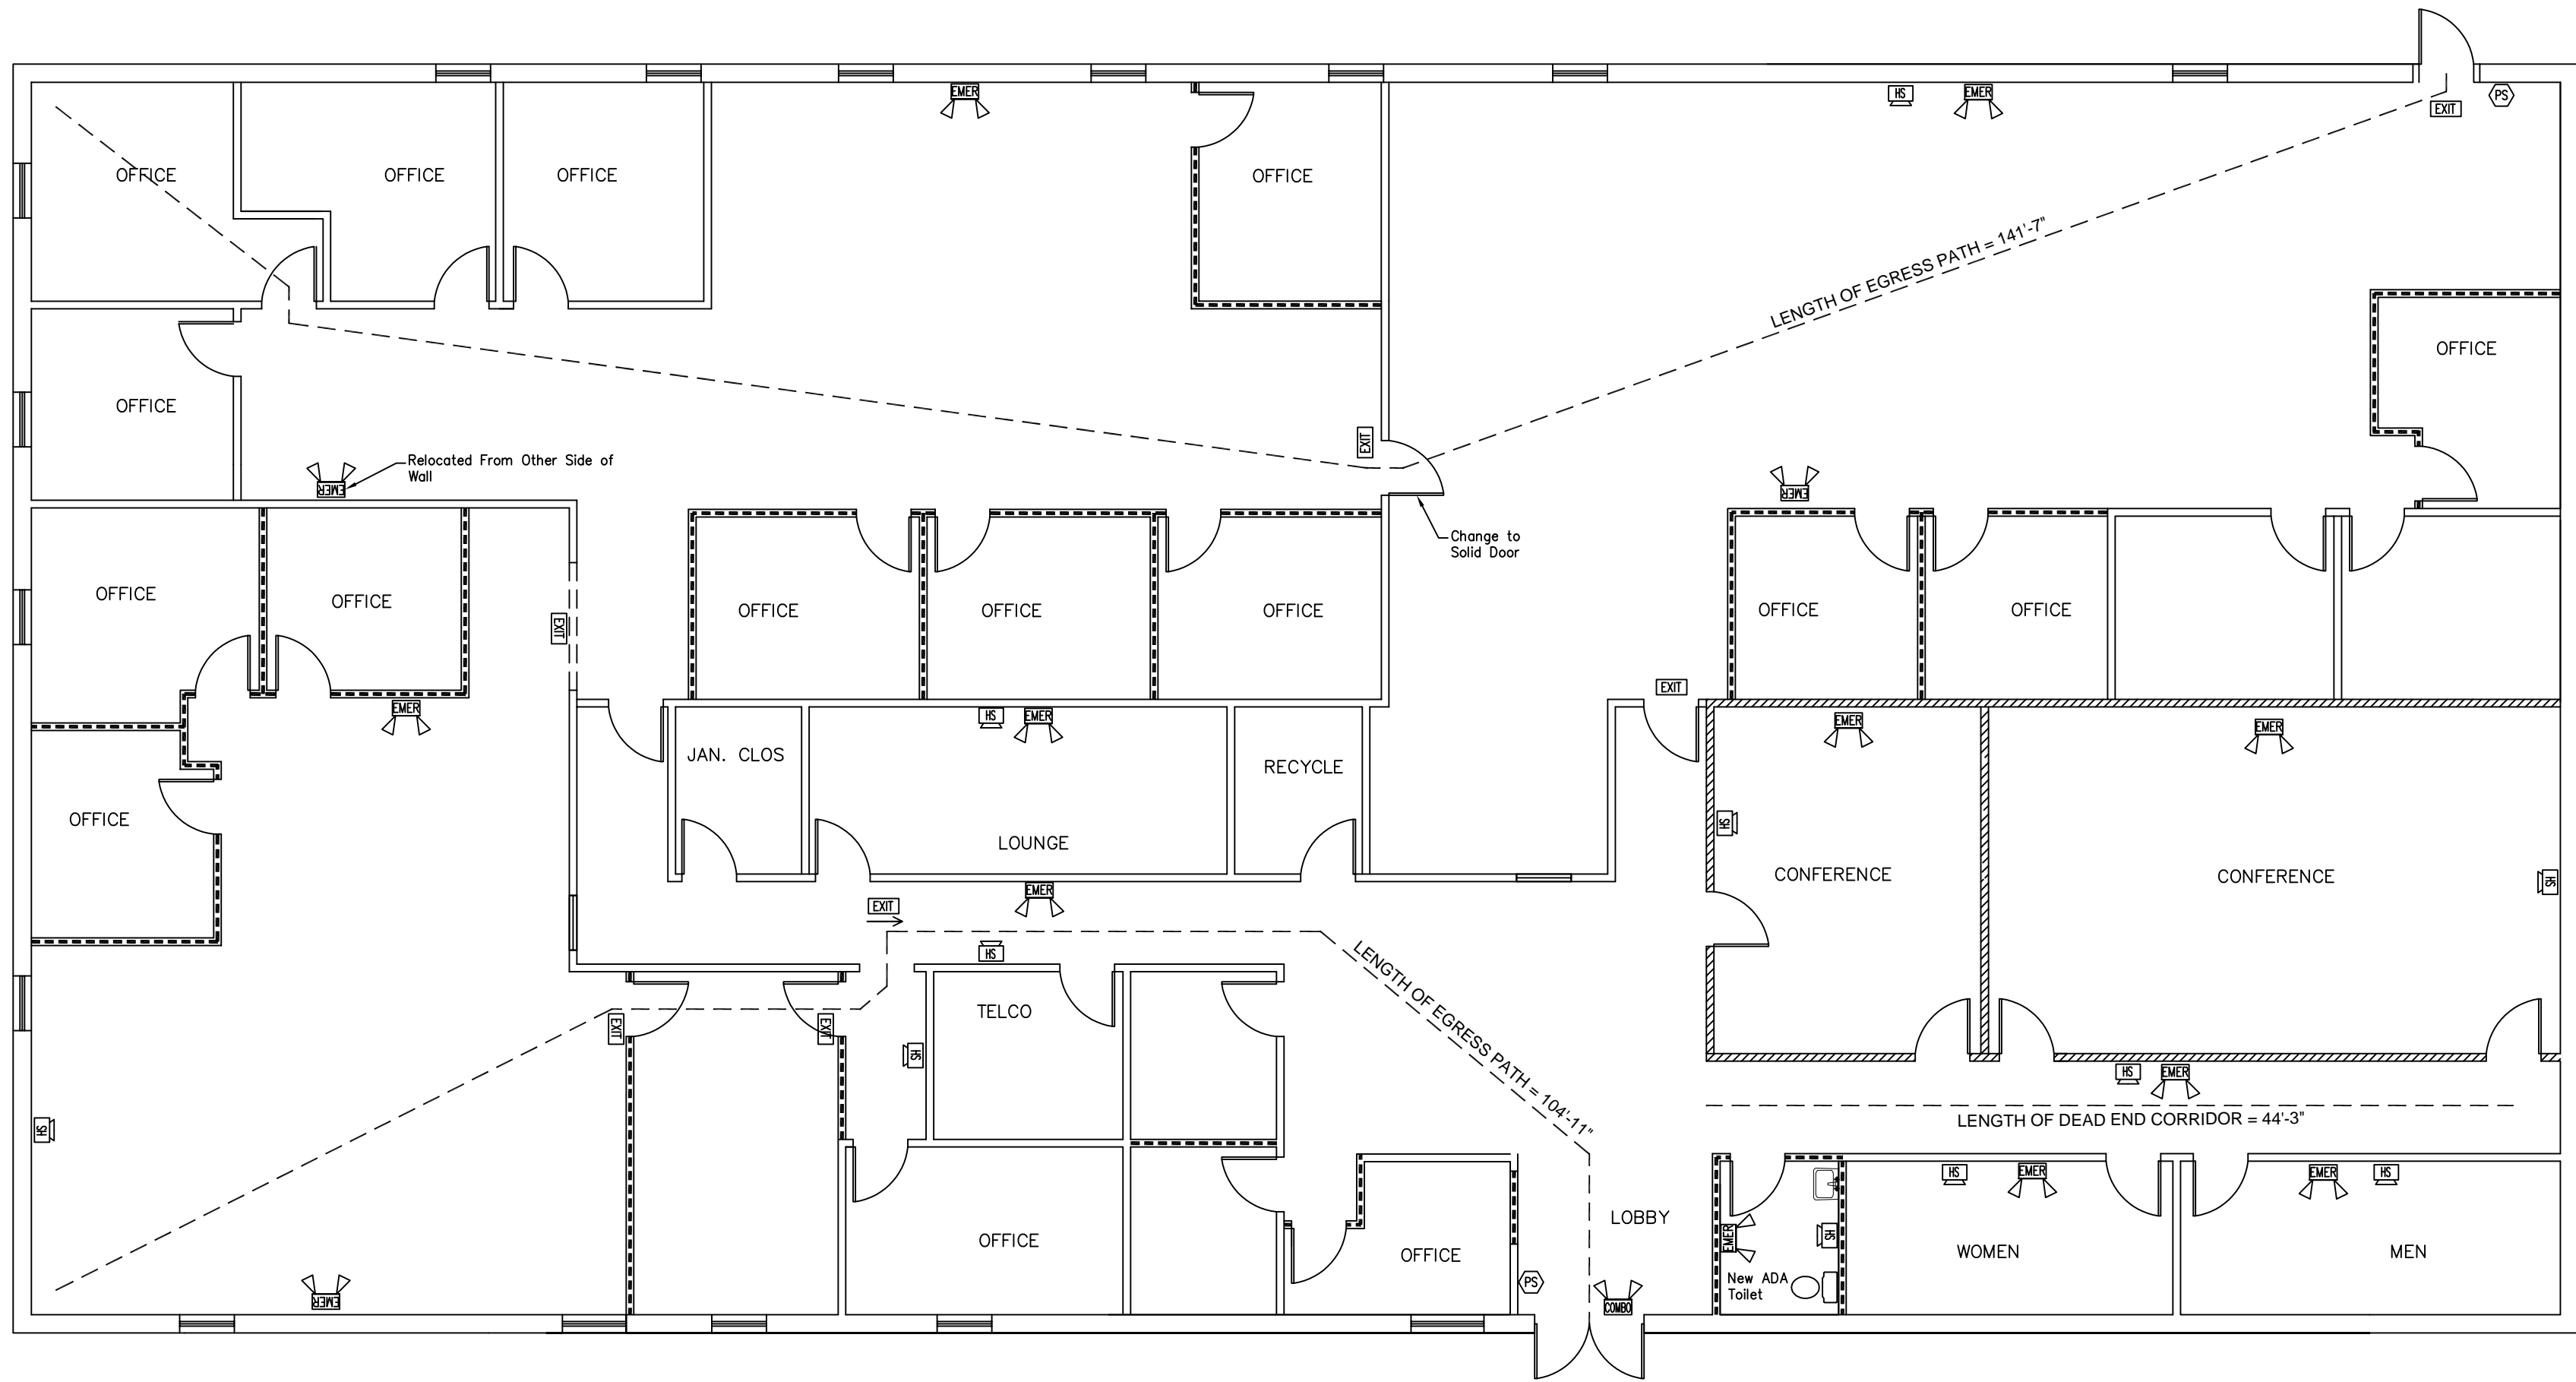 EMER
HS
EMER
EXIT
PS
OFFICE
OFFICE
OFFICE
OFFICE
LENGTH OF EGRESS PATH = 141'-7"
OFFICE
OFFICE
EXIT
Relocated From Other Side of
Wall
EMER
EMER
Change to
Solid Door
OFFICE
OFFICE
EXIT
OFFICE
OFFICE
OFFICE
OFFICE
OFFICE
EXIT
EMER
HS
EMER
EMER
EMER
JAN. CLOS
RECYCLE
OFFICE
HS
LOUNGE
CONFERENCE
CONFERENCE
HS
EMER
EXIT
HS
LENGTH OF EGRESS PATH = 104'-11"
TELCO
EXIT
EXIT
HS
HS
EMER
LENGTH OF DEAD END CORRIDOR = 44'-3"
HS
HS
EMER
EMER
HS
LOBBY
EMER
HS
OFFICE
OFFICE
WOMEN
MEN
PS
New ADA
Toilet
EMER
COMBO